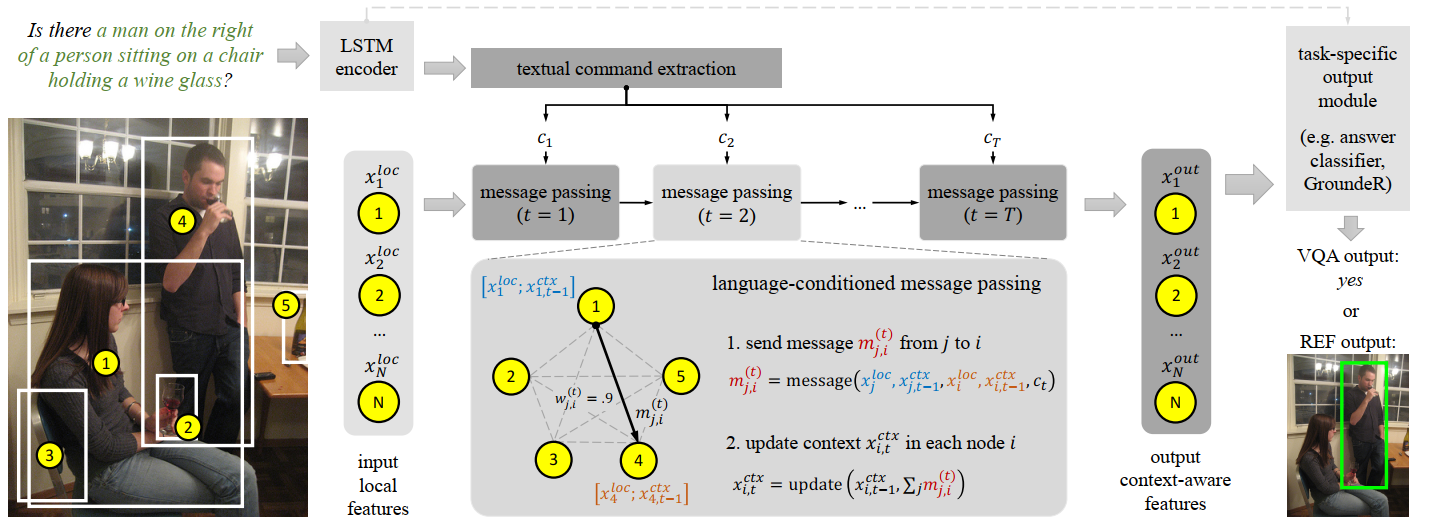 Is there a man on the right
of a person sitting on a chair
holding a wine glass?
LSTM
encoder
textual command extraction
task-specific
output
module
(e.g. answer
classifier,
GroundeR)
c_1
c_2
c_T
x_1^{loc}
1
x_2^{loc}
2
...
x_N^{loc}
N
input
local
features
message passing
(t = 1)
message passing
(t = 2)
...
message passing
(t = T)
x_1^{out}
1
x_2^{out}
2
...
x_N^{out}
N
output
context-aware
features
VQA output:
yes
or
REF output:
4
5
1
2
3
[x_1^{loc}; x_{1,t-1}^{ctx}]
1
2
5
w_{j,i}^{(t)} = .9
m_{j,i}^{(t)}
3
4
[x_4^{loc}; x_{4,t-1}^{ctx}]
language-conditioned message passing
1. send message m_{j,i}^{(t)} from j to i
m_{j,i}^{(t)} = message(x_j^{loc}, x_{j,t-1}^{ctx}, x_i^{loc}, x_{i,t-1}^{ctx}, c_t)
2. update context x_{i,t}^{ctx} in each node i
x_{i,t}^{ctx} = update(x_{i,t-1}^{ctx}, ∑_j m_{j,i}^{(t)})